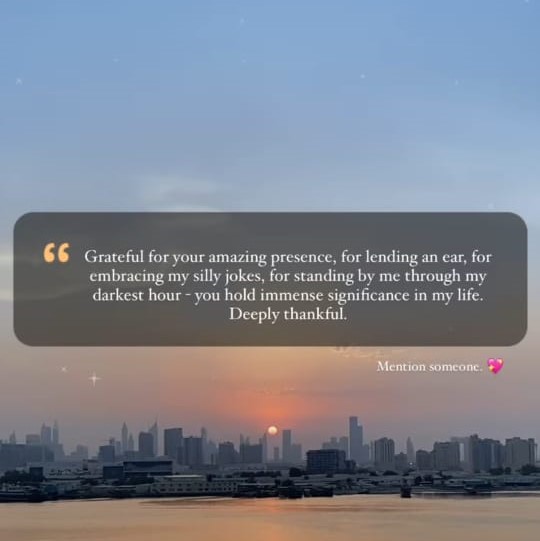 “ Grateful for your amazing presence, for lending an ear, for
embracing my silly jokes, for standing by me through my
darkest hour - you hold immense significance in my life.
Deeply thankful.
Mention someone. 💖